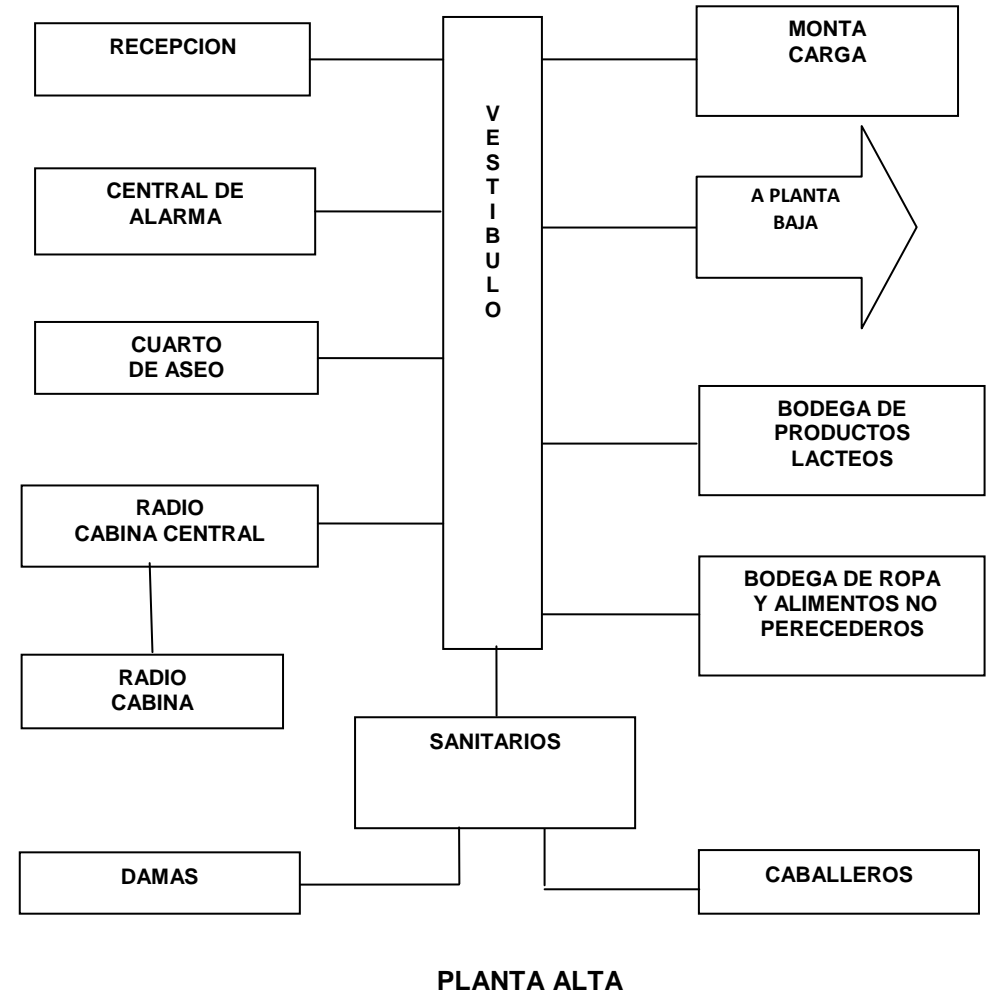 RECEPCION
MONTA
CARGA
V
E
S
T
I
B
U
L
O
CENTRAL DE
ALARMA
A PLANTA
BAJA
CUARTO
DE ASEO
BODEGA DE
PRODUCTOS
LACTEOS
RADIO
CABINA CENTRAL
BODEGA DE ROPA
Y ALIMENTOS NO
PERECEDEROS
RADIO
CABINA
SANITARIOS
DAMAS
CABALLEROS
PLANTA ALTA